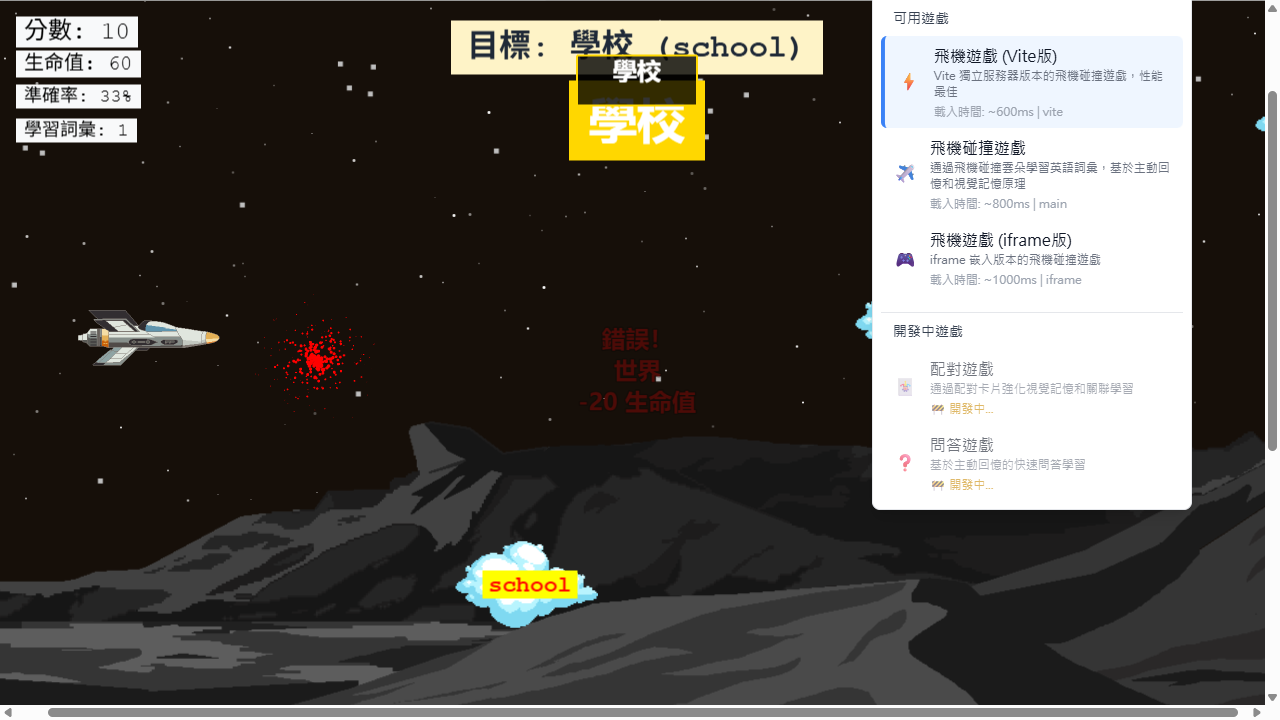 分數: 10
生命值: 60
準確率: 33%
學習詞彙: 1
目標: 學校 (school)
學校
學校
錯誤!
世界
-20 生命值
school
可用遊戲
飛機遊戲 (Vite版)
Vite 獨立服務器版本的飛機碰撞遊戲，性能
最佳
載入時間: ~600ms | vite
飛機碰撞遊戲
通過飛機碰撞雲朵學習英語詞彙，基於主動回
憶和視覺記憶原理
載入時間: ~800ms | main
飛機遊戲 (iframe版)
iframe 嵌入版本的飛機碰撞遊戲
載入時間: ~1000ms | iframe
開發中遊戲
配對遊戲
通過配對卡片強化視覺記憶和關聯學習
開發中...
問答遊戲
基於主動回憶的快速問答學習
開發中...